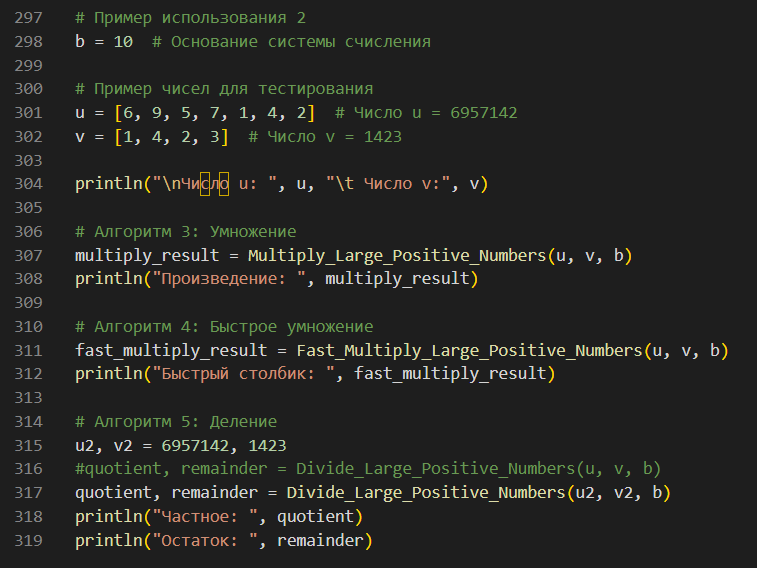 297 # Пример использования 2
298 b = 10 # Основание системы счисления
299
300 # Пример чисел для тестирования
301 u = [6, 9, 5, 7, 1, 4, 2] # Число u = 6957142
302 v = [1, 4, 2, 3] # Число v = 1423
303
304 println("\nЧисло u: ", u, "\t Число v:", v)
305
306 # Алгоритм 3: Умножение
307 multiply_result = Multiply_Large_Positive_Numbers(u, v, b)
308 println("Произведение: ", multiply_result)
309
310 # Алгоритм 4: Быстрое умножение
311 fast_multiply_result = Fast_Multiply_Large_Positive_Numbers(u, v, b)
312 println("Быстрый столбик: ", fast_multiply_result)
313
314 # Алгоритм 5: Деление
315 u2, v2 = 6957142, 1423
316 #quotient, remainder = Divide_Large_Positive_Numbers(u, v, b)
317 quotient, remainder = Divide_Large_Positive_Numbers(u2, v2, b)
318 println("Частное: ", quotient)
319 println("Остаток: ", remainder)